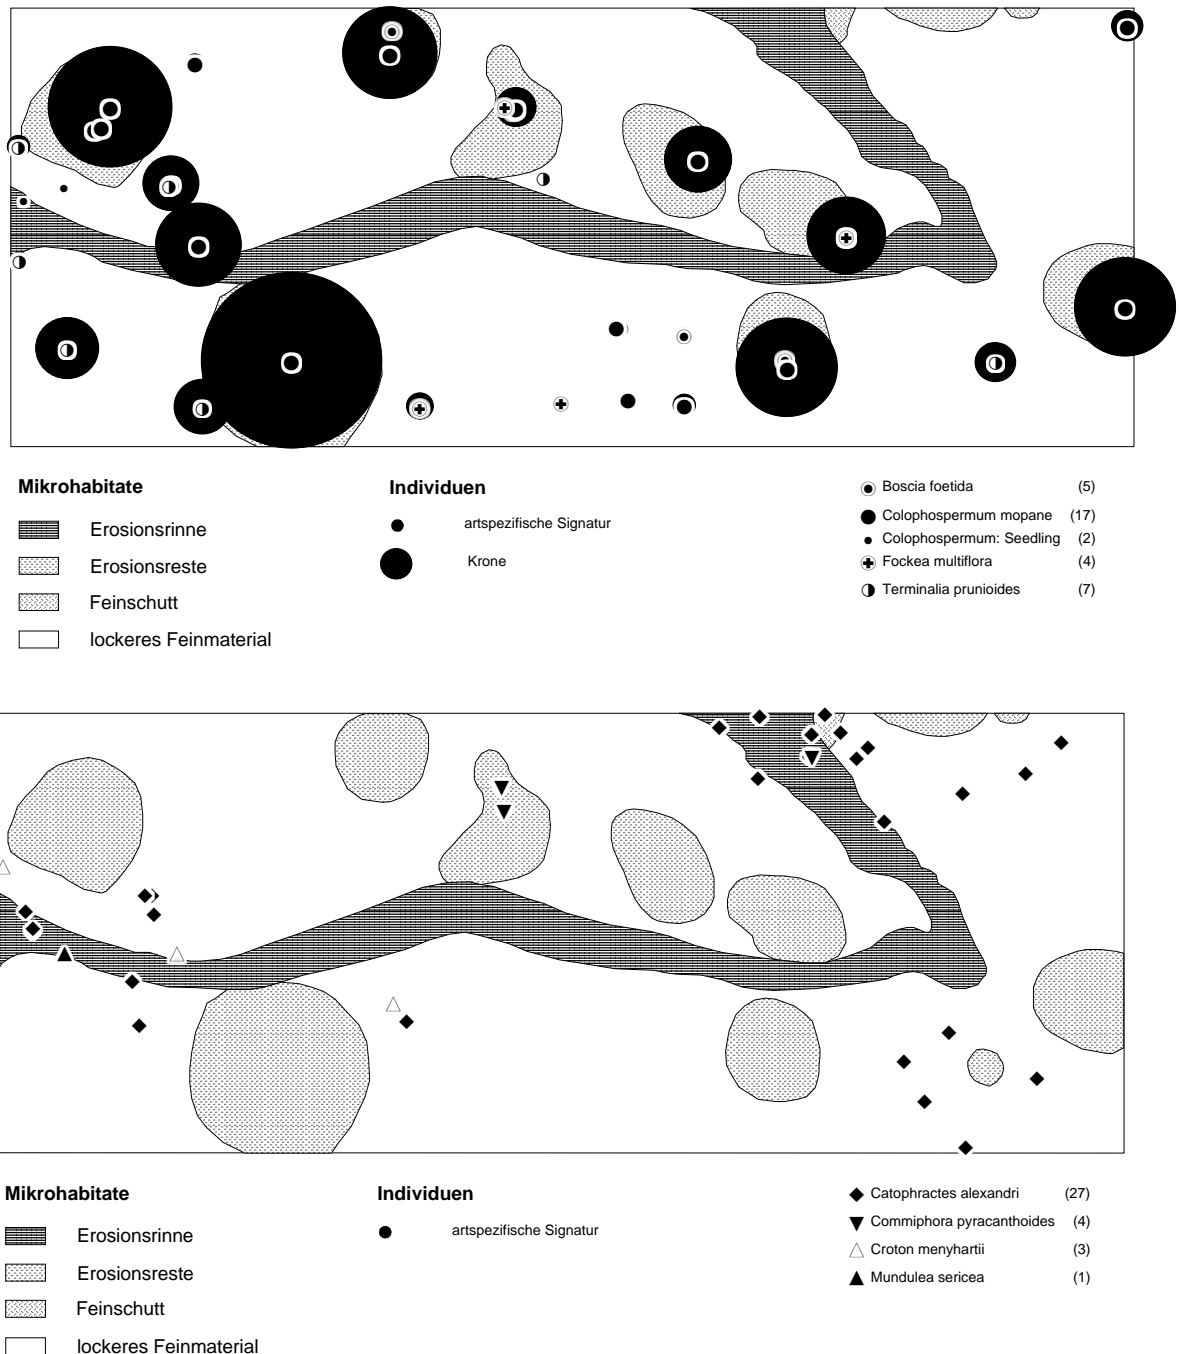 Mikrohabitate
Erosionsrinne
Erosionsreste
Feinschutt
lockeres Feinmaterial
Individuen
artspezifische Signatur
Krone
Boscia foetida (5)
Colophospermum mopane (17)
Colophospermum: Seedling (2)
Fockea multiflora (4)
Terminalia prunioides (7)
Mikrohabitate
Erosionsrinne
Erosionsreste
Feinschutt
lockeres Feinmaterial
Individuen
artspezifische Signatur
Catophractes alexandri (27)
Commiphora pyracanthoides (4)
Croton menyhartii (3)
Mundulea sericea (1)